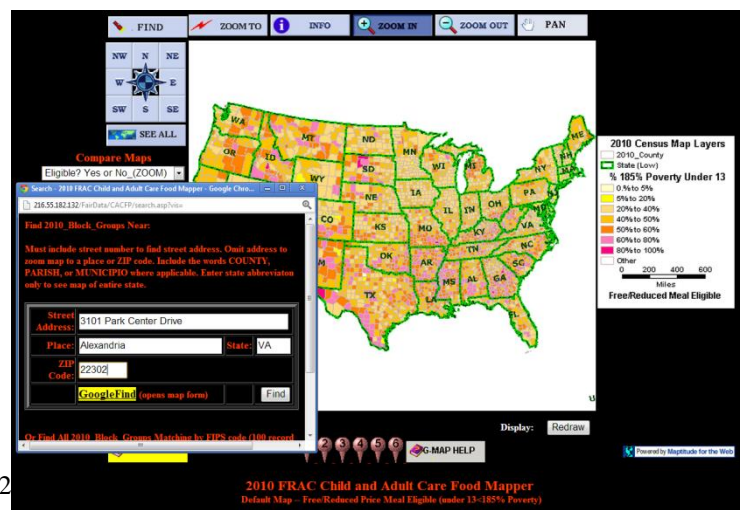 FIND
ZOOM TO
INFO
ZOOM IN
ZOOM OUT
PAN
NW N NE
W E
SW S SE
SEE ALL
Compare Maps
Eligible? Yes or No_(ZOOM)
WA
MT
ND
MN
OR
ID
SD
WI
MI
WY
NE
IA
NY
ME
NH
PA
IL
IN
OH
CO
KS
MO
KY
VA
NJ
OK
AR
TN
NC
SC
TX
LA
MS
AL
GA
FL
2010 Census Map Layers
2010_County
State (Low)
% 185% Poverty Under 13
0.%to 5%
5%to 20%
20%to 40%
40%to 50%
50%to 60%
60%to 80%
80%to 100%
Other
0 200 400 600
Miles
Free/Reduced Meal Eligible
Search - 2010 FRAC Child and Adult Care Food Mapper - Google Chro...
216.55.182.132/FairData/CACFP/search.asp?vis=
Find 2010_Block_Groups Near:
Must include street number to find street address. Omit address to
zoom map to a place or ZIP code. Include the words COUNTY,
PARISH, or MUNICIPIO where applicable. Enter state abbreviaton
only to see map of entire state.
Street Address: 3101 Park Center Drive
Place: Alexandria State: VA
ZIP Code: 22302
GoogleFind (opens map form) Find
Or Find All 2010_Block_Groups Matching by FIPS code (100 record
Display: Redraw
2 3 4 5 6
G-MAP HELP
Powered by Maptitude for the Web
2
2010 FRAC Child and Adult Care Food Mapper
Default Map -- Free/Reduced Price Meal Eligible (under 13<185% Poverty)